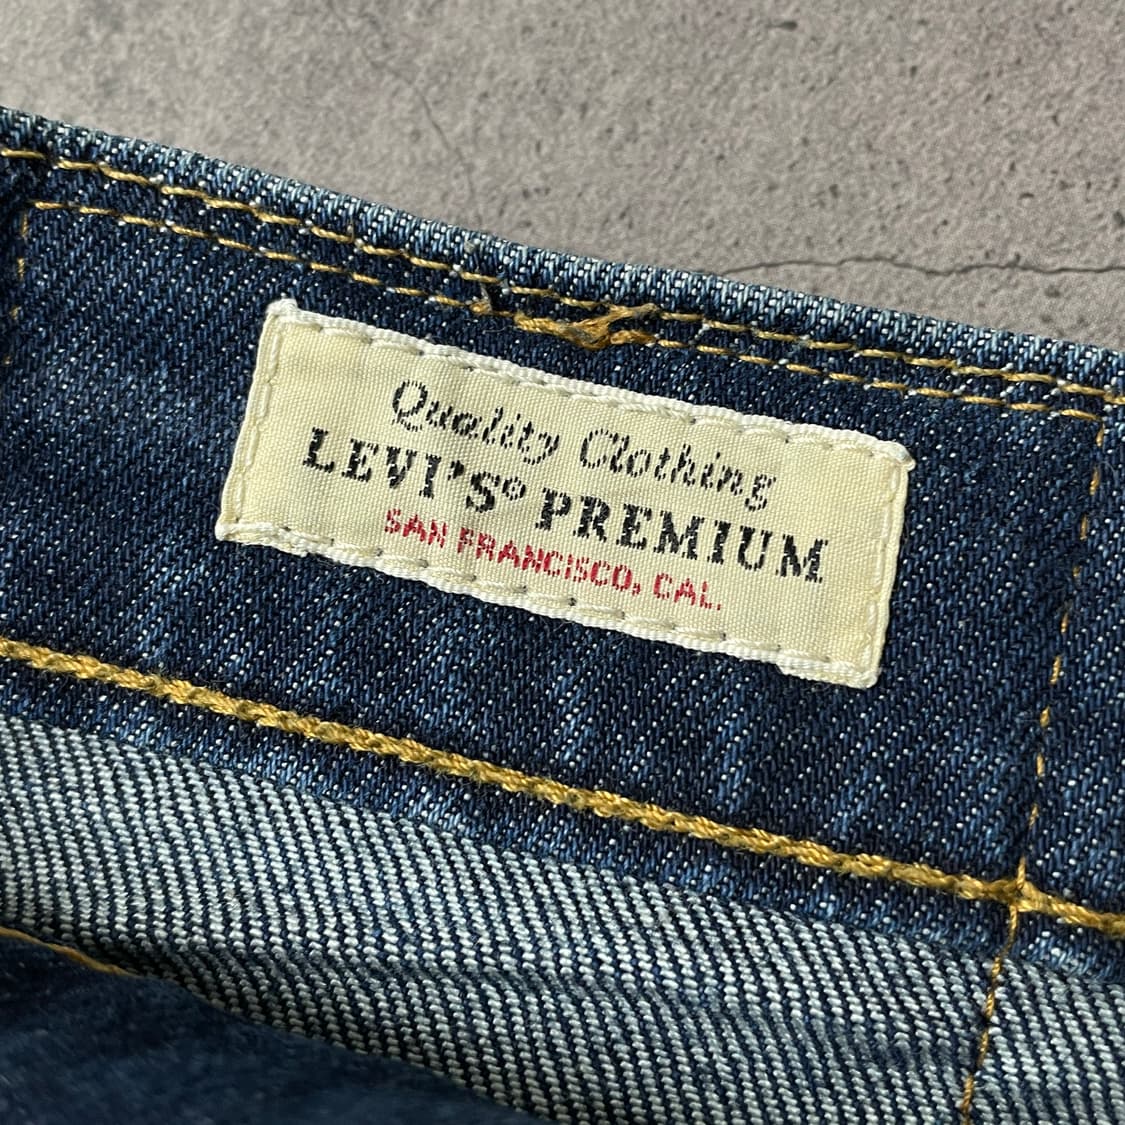 Quality Clothing
LEVI'S® PREMIUM
SAN FRANCISCO, CAL.